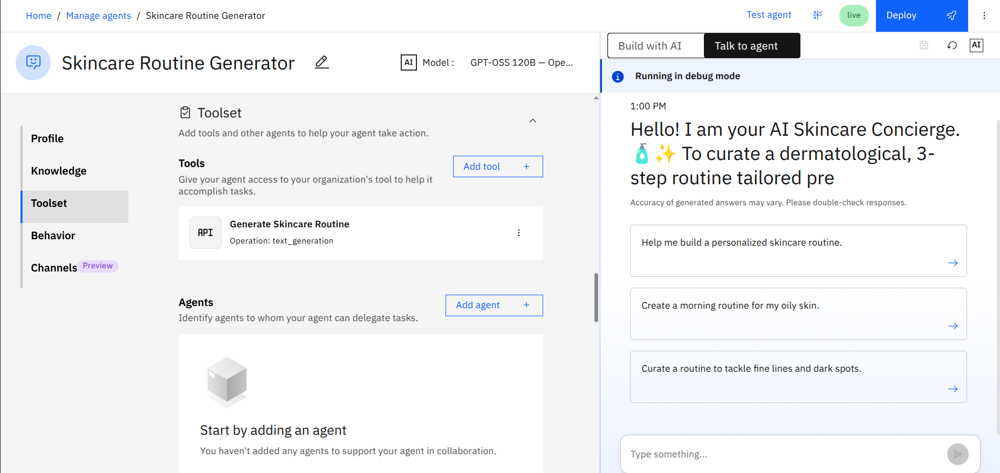 Home / Manage agents / Skincare Routine Generator
Test agent
live
Deploy
Skincare Routine Generator
AI Model : GPT-OSS 120B — Ope...
Profile
Knowledge
Toolset
Behavior
Channels Preview
Toolset
Add tools and other agents to help your agent take action.
Tools
Give your agent access to your organization's tool to help it
accomplish tasks.
Add tool +
API
Generate Skincare Routine
Operation: text_generation
Agents
Identify agents to whom your agent can delegate tasks.
Add agent +
Start by adding an agent
You haven't added any agents to support your agent in collaboration.
Build with AI
Talk to agent
AI
Running in debug mode
1:00 PM
Hello! I am your AI Skincare Concierge.
🧴✨ To curate a dermatological, 3-
step routine tailored pre
Accuracy of generated answers may vary. Please double-check responses.
Help me build a personalized skincare routine.
Create a morning routine for my oily skin.
Curate a routine to tackle fine lines and dark spots.
Type something...